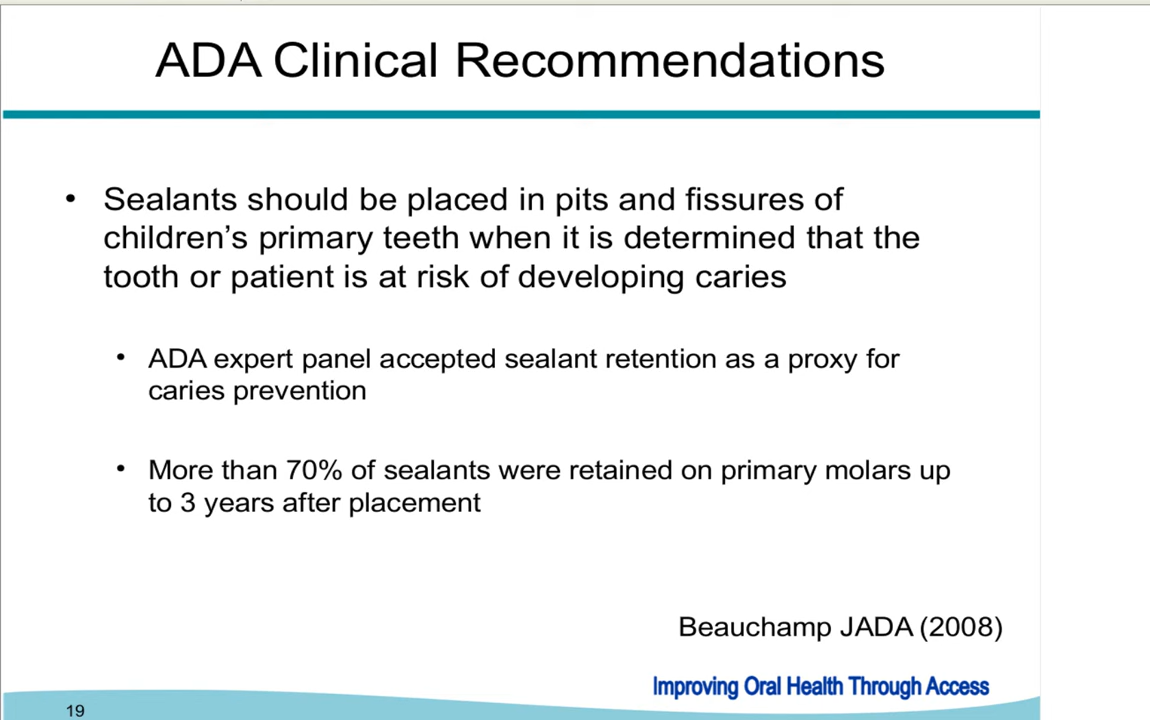 ADA Clinical Recommendations
• Sealants should be placed in pits and fissures of
children’s primary teeth when it is determined that the
tooth or patient is at risk of developing caries
• ADA expert panel accepted sealant retention as a proxy for
caries prevention
• More than 70% of sealants were retained on primary molars up
to 3 years after placement
Beauchamp JADA (2008)
Improving Oral Health Through Access
19